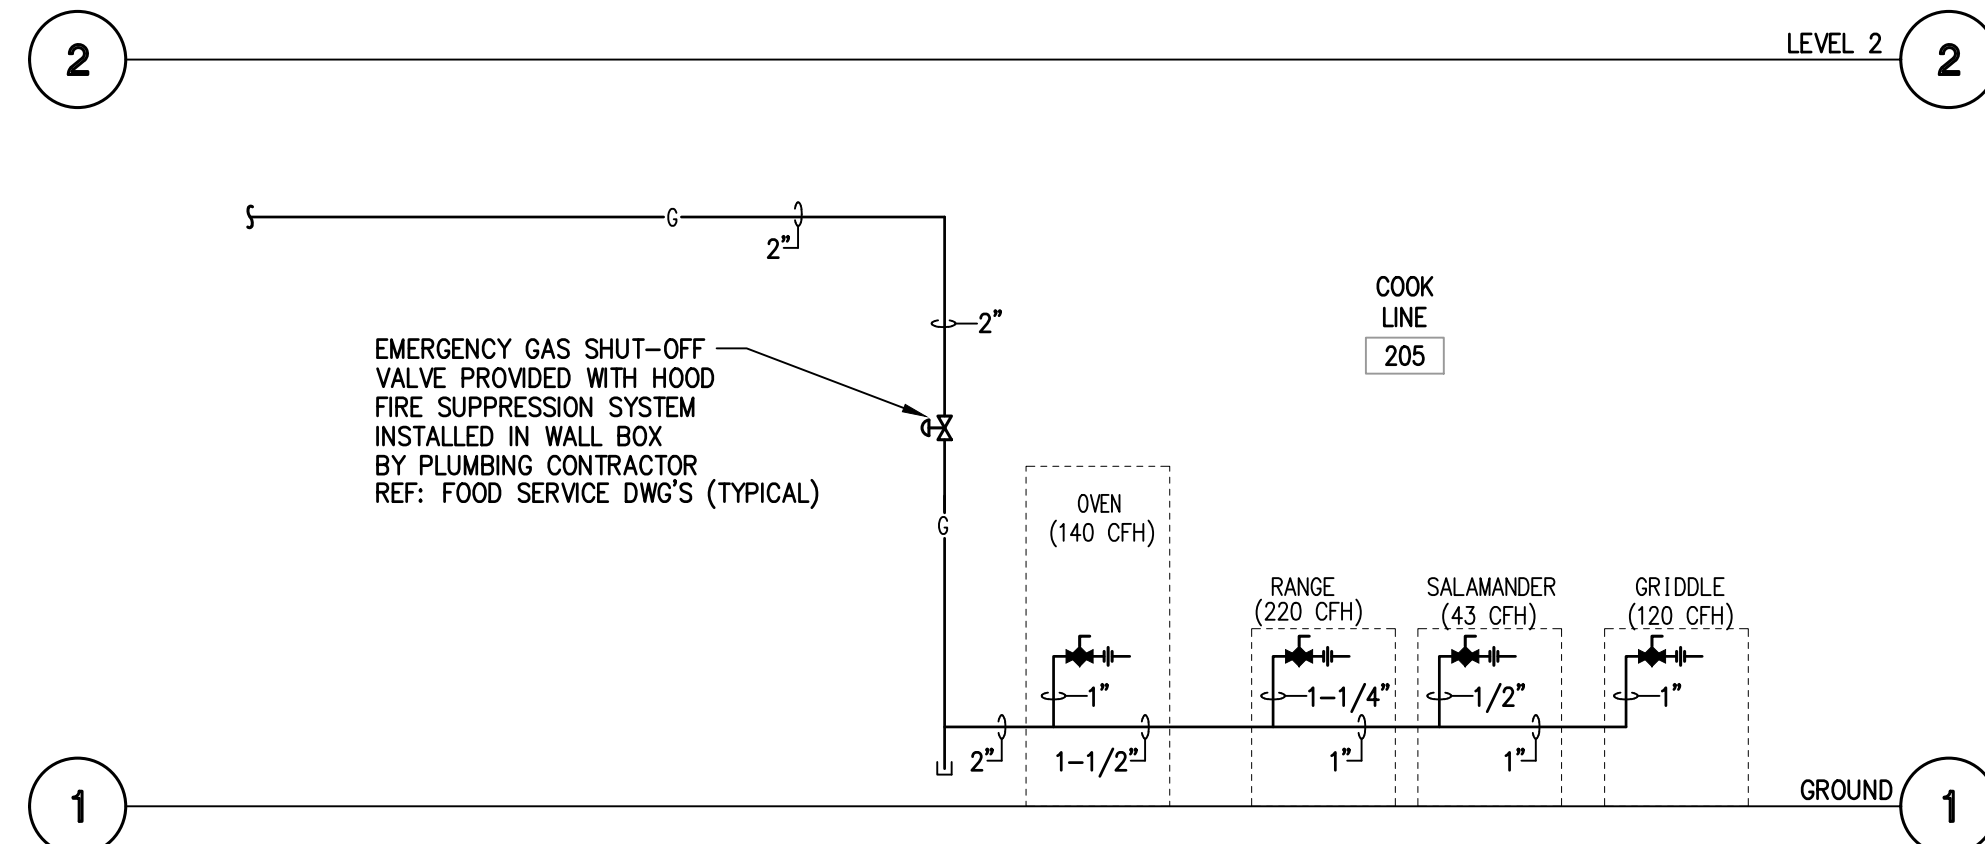 2
LEVEL 2
2
G
2"
2"
COOK
LINE
205
EMERGENCY GAS SHUT-OFF
VALVE PROVIDED WITH HOOD
FIRE SUPPRESSION SYSTEM
INSTALLED IN WALL BOX
BY PLUMBING CONTRACTOR
REF: FOOD SERVICE DWG'S (TYPICAL)
G
OVEN
(140 CFH)
RANGE
(220 CFH)
SALAMANDER
(43 CFH)
GRIDDLE
(120 CFH)
1"
1-1/4"
1/2"
1"
2"
1-1/2"
1"
1"
1
GROUND
1